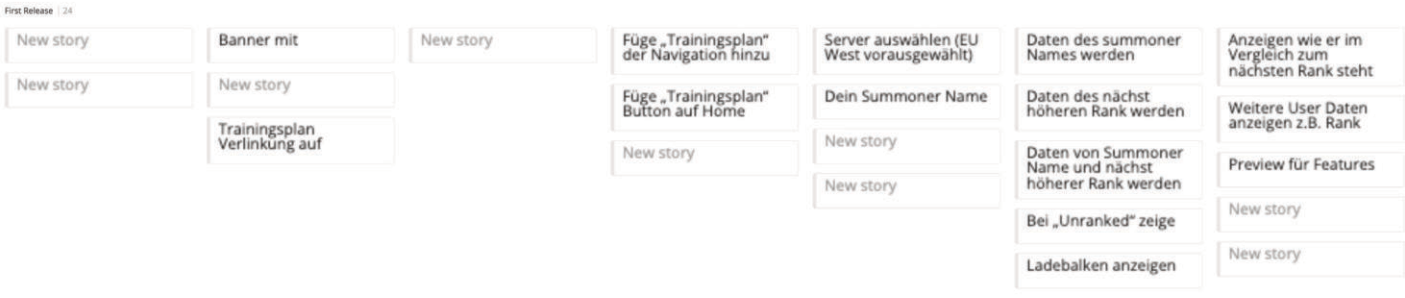 First Release | 24
New story
New story
Banner mit
New story
Trainingsplan
Verlinkung auf
New story
Füge „Trainingsplan“
der Navigation hinzu
Füge „Trainingsplan“
Button auf Home
New story
Server auswählen (EU
West vorausgewählt)
Dein Summoner Name
New story
New story
Daten des summoner
Names werden
Daten des nächst
höheren Rank werden
Daten von Summoner
Name und nächst
höherer Rank werden
Bei „Unranked“ zeige
Ladebalken anzeigen
Anzeigen wie er im
Vergleich zum
nächsten Rank steht
Weitere User Daten
anzeigen z.B. Rank
Preview für Features
New story
New story